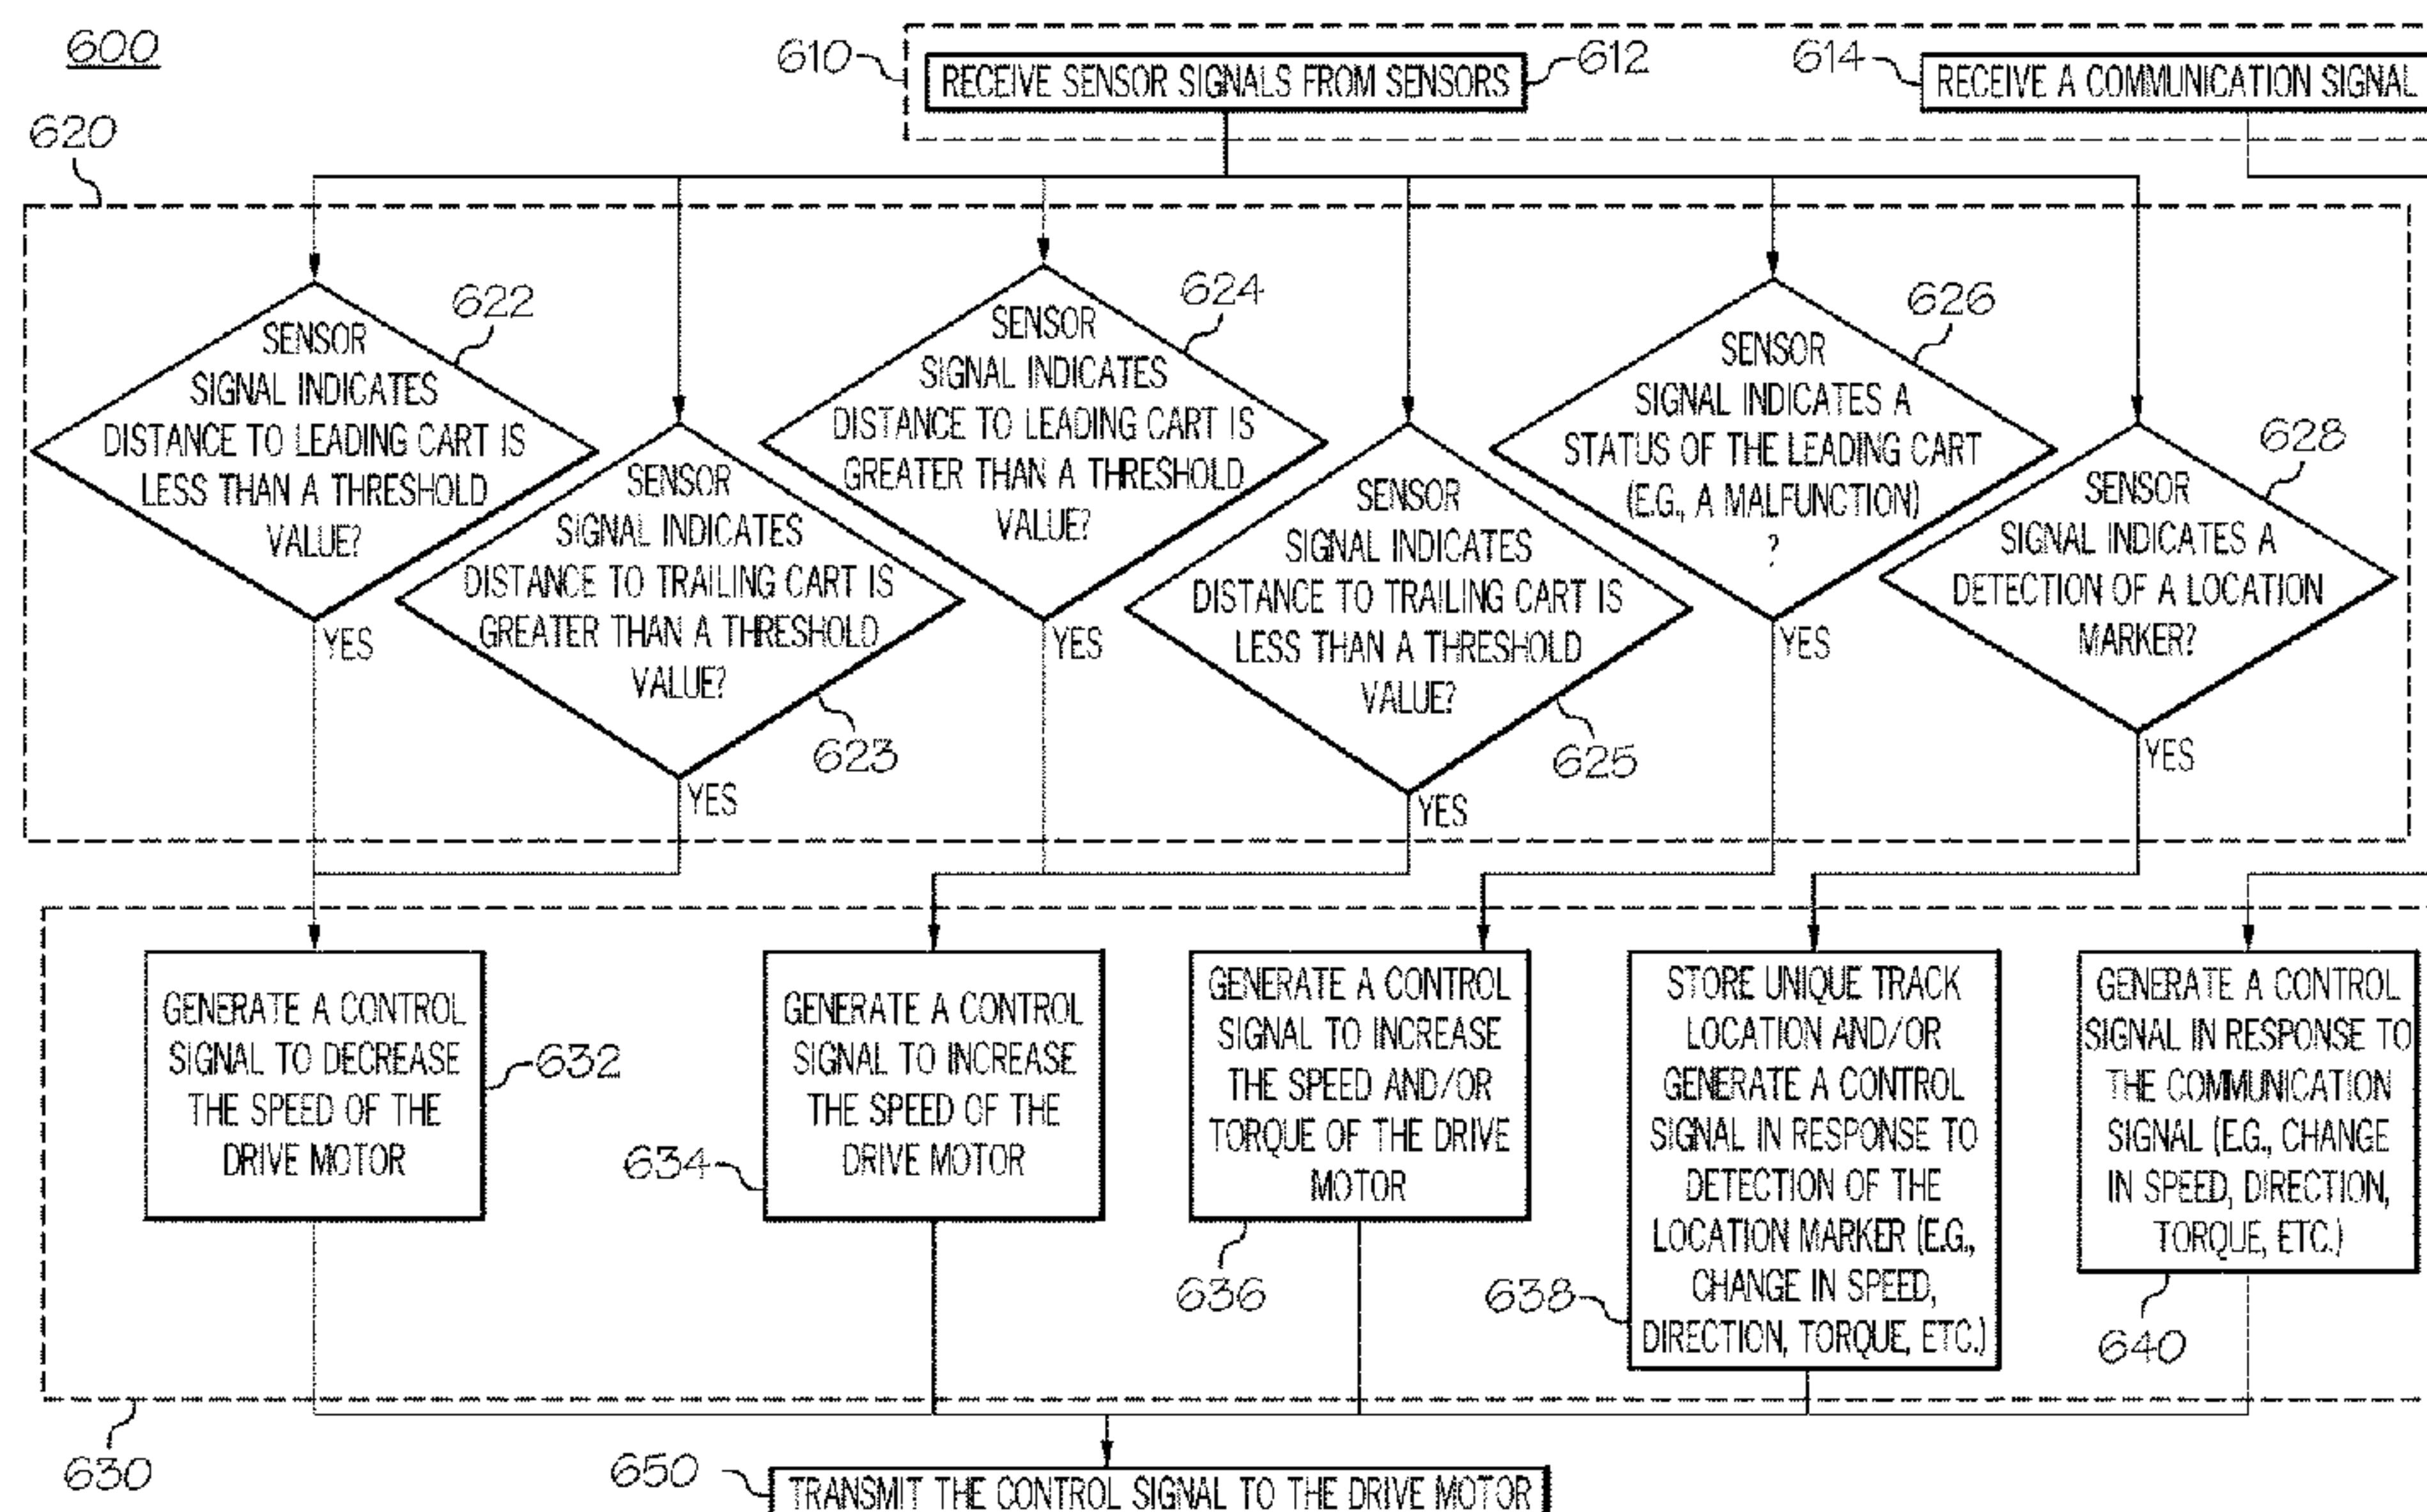 600
610
RECEIVE SENSOR SIGNALS FROM SENSORS
612
614
RECEIVE A COMMUNICATION SIGNAL
620
622
SENSOR
SIGNAL INDICATES
DISTANCE TO LEADING CART IS
LESS THAN A THRESHOLD
VALUE?
YES
623
SENSOR
SIGNAL INDICATES
DISTANCE TO TRAILING CART IS
GREATER THAN A THRESHOLD
VALUE?
YES
624
SENSOR
SIGNAL INDICATES
DISTANCE TO LEADING CART IS
GREATER THAN A THRESHOLD
VALUE?
YES
625
SENSOR
SIGNAL INDICATES
DISTANCE TO TRAILING CART IS
LESS THAN A THRESHOLD
VALUE?
YES
626
SENSOR
SIGNAL INDICATES A
STATUS OF THE LEADING CART
(E.G., A MALFUNCTION)
?
YES
628
SENSOR
SIGNAL INDICATES A
DETECTION OF A LOCATION
MARKER?
YES
630
GENERATE A CONTROL
SIGNAL TO DECREASE
THE SPEED OF THE
DRIVE MOTOR
632
GENERATE A CONTROL
SIGNAL TO INCREASE
THE SPEED OF THE
DRIVE MOTOR
634
GENERATE A CONTROL
SIGNAL TO INCREASE
THE SPEED AND/OR
TORQUE OF THE DRIVE
MOTOR
636
STORE UNIQUE TRACK
LOCATION AND/OR
GENERATE A CONTROL
SIGNAL IN RESPONSE TO
DETECTION OF THE
LOCATION MARKER (E.G.,
CHANGE IN SPEED,
DIRECTION, TORQUE, ETC.)
638
GENERATE A CONTROL
SIGNAL IN RESPONSE TO
THE COMMUNICATION
SIGNAL (E.G., CHANGE
IN SPEED, DIRECTION,
TORQUE, ETC.)
640
650
TRANSMIT THE CONTROL SIGNAL TO THE DRIVE MOTOR